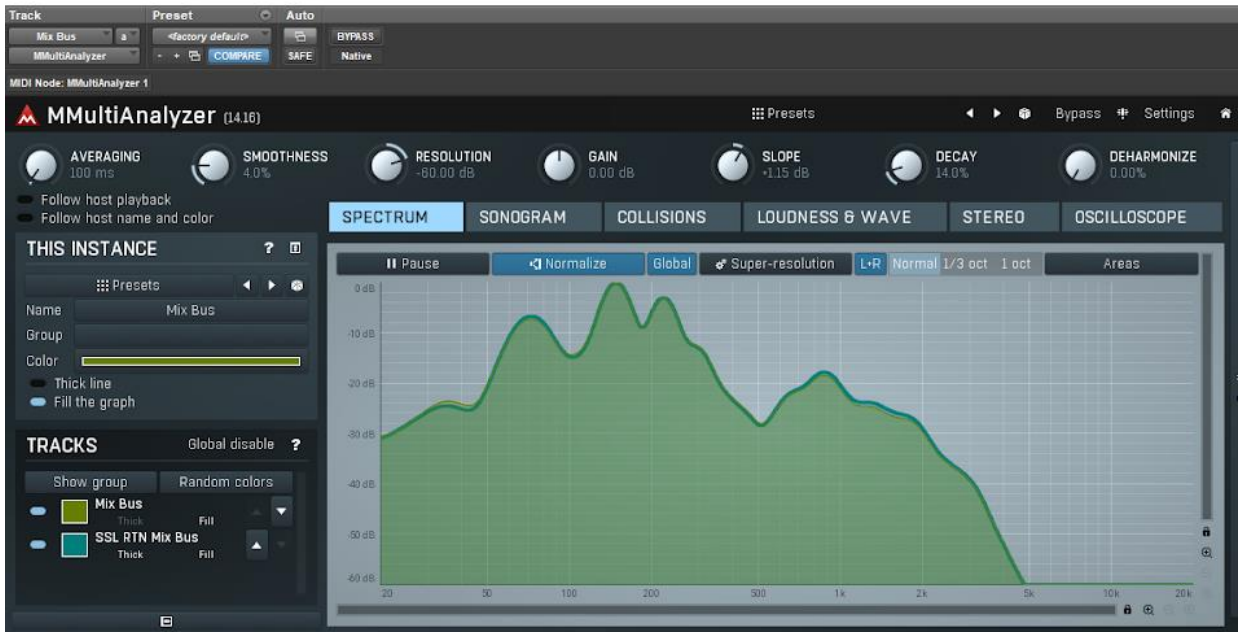 Track Preset Auto
Mix Bus a <factory default> BYPASS
MMultiAnalyzer - + COMPARE SAFE Native
MIDI Node: MMultiAnalyzer 1
MMultiAnalyzer (14.16) Presets Bypass Settings
AVERAGING SMOOTHNESS RESOLUTION GAIN SLOPE DECAY DEHARMONIZE
100 ms 4.0% -60.00 dB 0.00 dB +1.15 dB 14.0% 0.00%
Follow host playback
Follow host name and color
SPECTRUM SONOGRAM COLLISIONS LOUDNESS & WAVE STEREO OSCILLOSCOPE
THIS INSTANCE ?
Presets
Name Mix Bus
Group
Color
Thick line
Fill the graph
TRACKS Global disable ?
Show group Random colors
Mix Bus
Thick Fill
SSL RTN Mix Bus
Thick Fill
Pause Normalize Global Super-resolution L+R Normal 1/3 oct 1 oct Areas
0 dB
-10 dB
-20 dB
-30 dB
-40 dB
-50 dB
-60 dB
20 50 100 200 500 1k 2k 5k 10k 20k